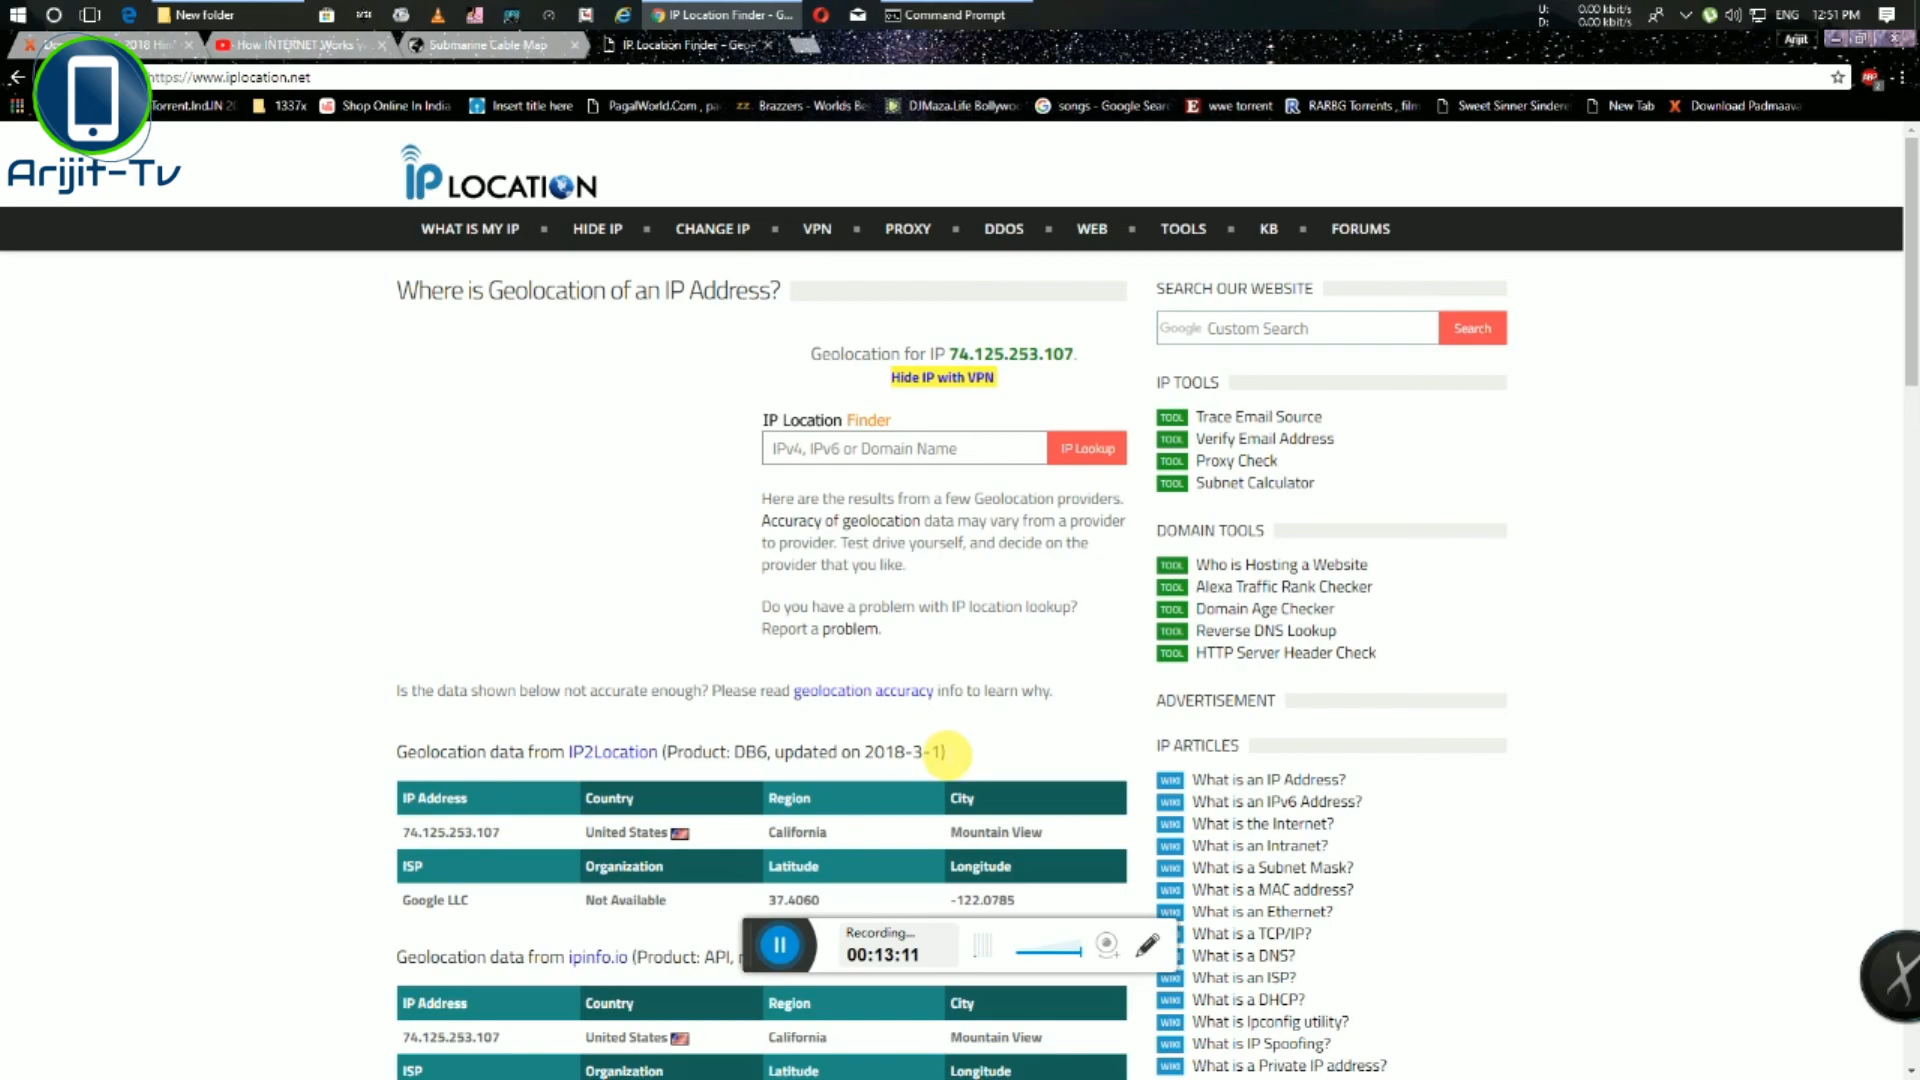 New folder
IP Location Finder - G...
Command Prompt
U: 0.00 kbit/s
D: 0.00 kbit/s
ENG 12:51 PM
2018 Hin
How INTERNET Works
Submarine Cable Map
IP Location Finder - Geo
Arijit
https://www.iplocation.net
Torrent.Ind.IN 20
1337x
Shop Online In India
Insert title here
PagalWorld.Com , pa
Brazzers - Worlds Be
DJMaza.Life Bollywo
songs - Google Sear
wwe torrent
RARBG Torrents , film
Sweet Sinner Sindere
New Tab
Download Padmaava
Arijit-Tv
IP LOCATION
WHAT IS MY IP
HIDE IP
CHANGE IP
VPN
PROXY
DDOS
WEB
TOOLS
KB
FORUMS
Where is Geolocation of an IP Address?
Geolocation for IP 74.125.253.107.
Hide IP with VPN
IP Location Finder
IPv4, IPv6 or Domain Name
IP Lookup
Here are the results from a few Geolocation providers.
Accuracy of geolocation data may vary from a provider
to provider. Test drive yourself, and decide on the
provider that you like.
Do you have a problem with IP location lookup?
Report a problem.
Is the data shown below not accurate enough? Please read geolocation accuracy info to learn why.
Geolocation data from IP2Location (Product: DB6, updated on 2018-3-1)
IP Address Country Region City
74.125.253.107 United States California Mountain View
ISP Organization Latitude Longitude
Google LLC Not Available 37.4060 -122.0785
Recording...
00:13:11
Geolocation data from ipinfo.io (Product: API, r
IP Address Country Region City
74.125.253.107 United States California Mountain View
ISP Organization Latitude Longitude
SEARCH OUR WEBSITE
Google Custom Search
Search
IP TOOLS
TOOL Trace Email Source
TOOL Verify Email Address
TOOL Proxy Check
TOOL Subnet Calculator
DOMAIN TOOLS
TOOL Who is Hosting a Website
TOOL Alexa Traffic Rank Checker
TOOL Domain Age Checker
TOOL Reverse DNS Lookup
TOOL HTTP Server Header Check
ADVERTISEMENT
IP ARTICLES
WIKI What is an IP Address?
WIKI What is an IPv6 Address?
WIKI What is the Internet?
WIKI What is an Intranet?
WIKI What is a Subnet Mask?
WIKI What is a MAC address?
WIKI What is an Ethernet?
What is a TCP/IP?
What is a DNS?
WIKI What is an ISP?
WIKI What is a DHCP?
WIKI What is Ipconfig utility?
WIKI What is IP Spoofing?
WIKI What is a Private IP address?